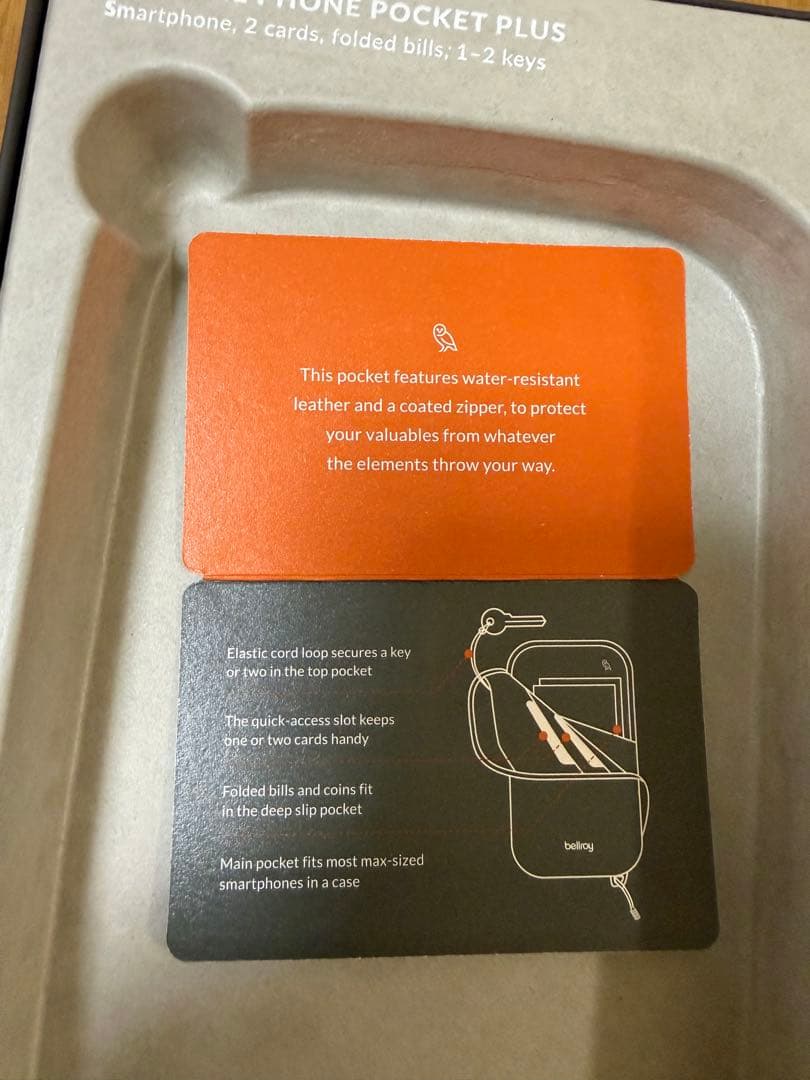 PHONE POCKET PLUS
Smartphone, 2 cards, folded bills, 1–2 keys
This pocket features water-resistant
leather and a coated zipper, to protect
your valuables from whatever
the elements throw your way.
Elastic cord loop secures a key
or two in the top pocket
The quick-access slot keeps
one or two cards handy
Folded bills and coins fit
in the deep slip pocket
Main pocket fits most max-sized
smartphones in a case
bellroy